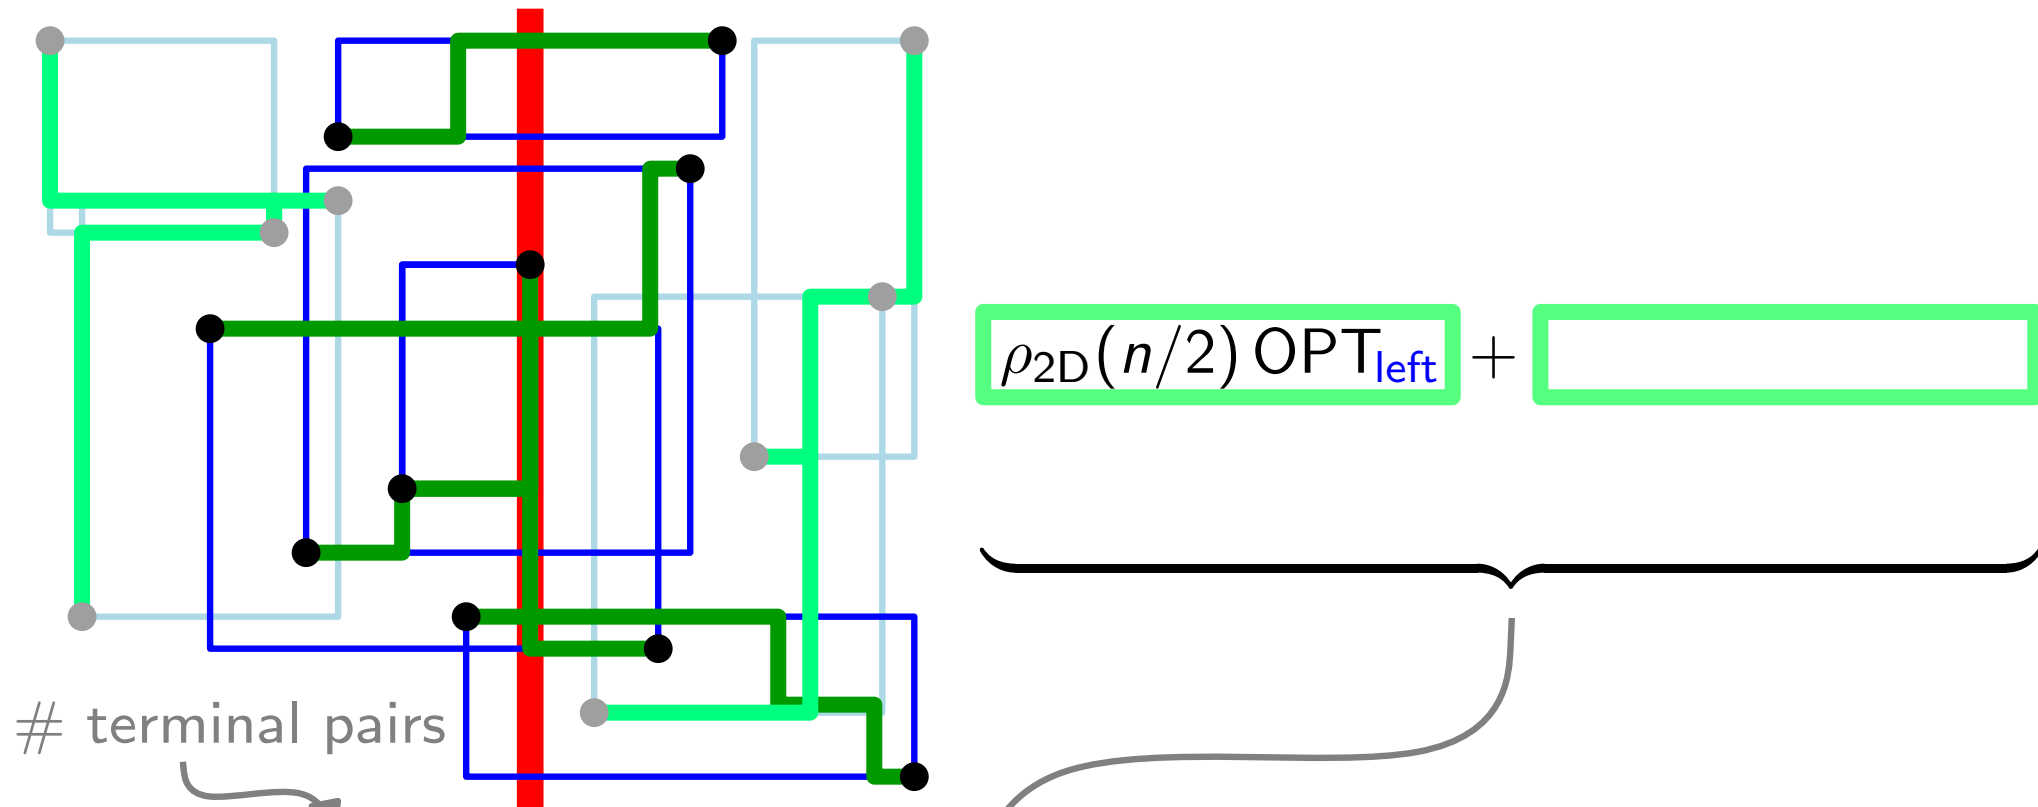 ρ2D(n/2) OPTleft +
# terminal pairs